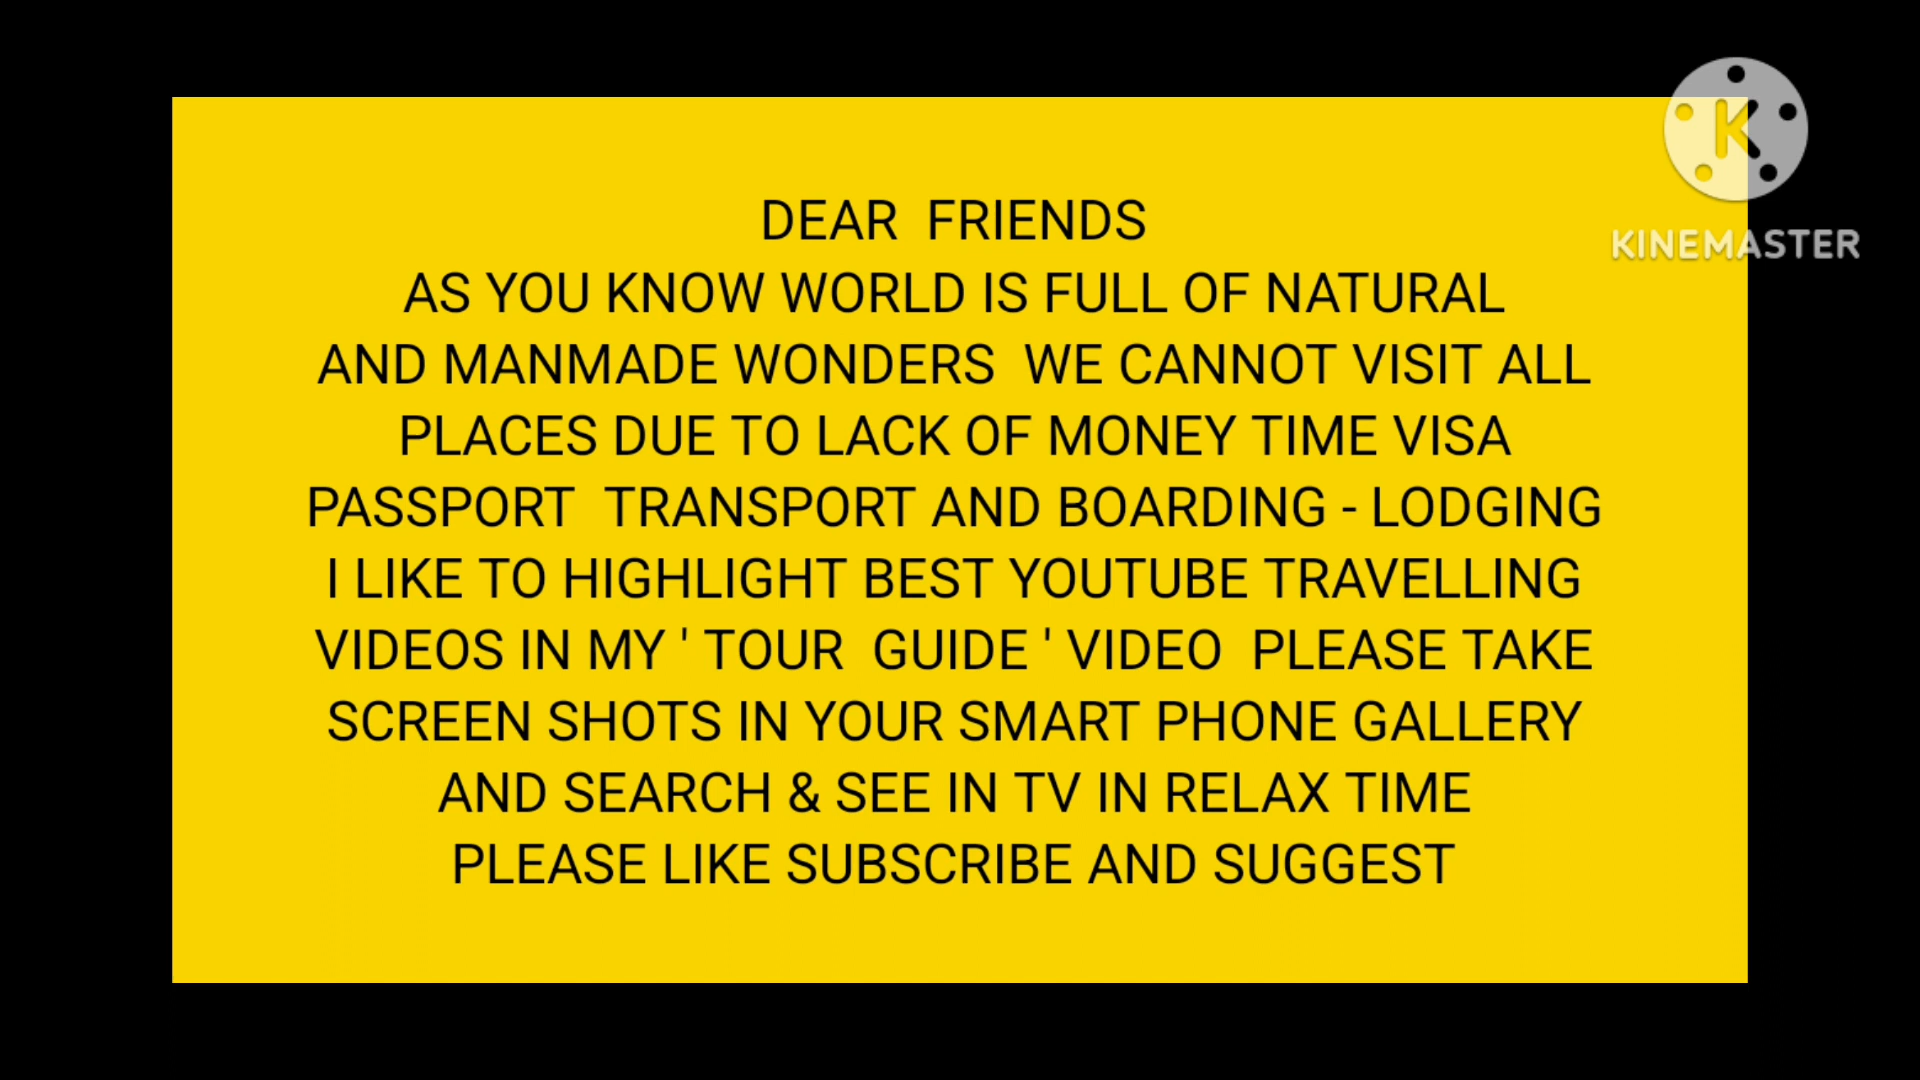 DEAR  FRIENDS
AS YOU KNOW WORLD IS FULL OF NATURAL
AND MANMADE WONDERS  WE CANNOT VISIT ALL
PLACES DUE TO LACK OF MONEY TIME VISA
PASSPORT  TRANSPORT AND BOARDING - LODGING
I LIKE TO HIGHLIGHT BEST YOUTUBE TRAVELLING
VIDEOS IN MY ' TOUR  GUIDE ' VIDEO  PLEASE TAKE
SCREEN SHOTS IN YOUR SMART PHONE GALLERY
AND SEARCH & SEE IN TV IN RELAX TIME
PLEASE LIKE SUBSCRIBE AND SUGGEST
K
KINEMASTER